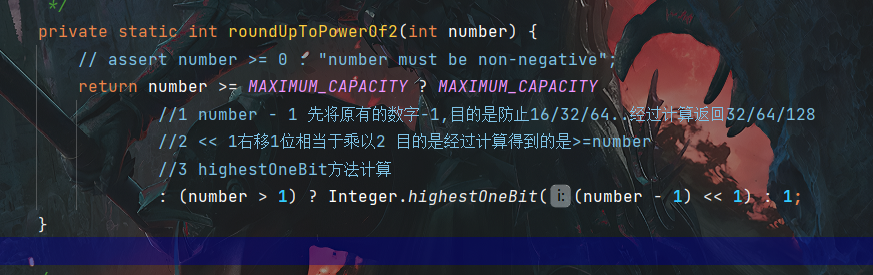 */
private static int roundUpToPowerOf2(int number) {
// assert number >= 0 : "number must be non-negative";
return number >= MAXIMUM_CAPACITY ? MAXIMUM_CAPACITY
//1 number - 1 先将原有的数字-1,目的是防止16/32/64..经过计算返回32/64/128
//2 << 1右移1位相当于乘以2 目的是经过计算得到的是>=number
//3 highestOneBit方法计算
: (number > 1) ? Integer.highestOneBit( i: (number - 1) << 1) : 1;
}